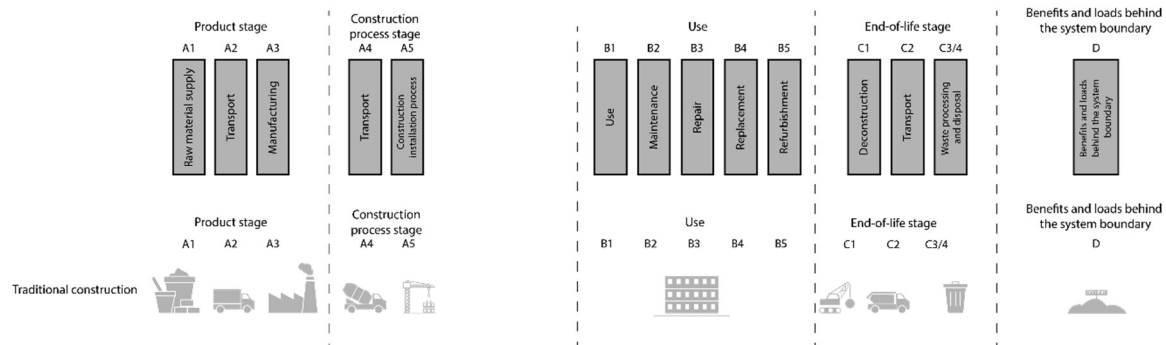 Product stage
Construction
process stage
Use
End-of-life stage
Benefits and loads behind
the system boundary
A1
A2
A3
A4
A5
B1
B2
B3
B4
B5
C1
C2
C3/4
D
Raw material supply
Transport
Manufacturing
Transport
Construction
installation process
Use
Maintenance
Repair
Replacement
Refurbishment
Deconstruction
Transport
Waste processing
and disposal
Benefits and loads
behind the system
boundary
Product stage
Construction
process stage
Use
End-of-life stage
Benefits and loads behind
the system boundary
A1
A2
A3
A4
A5
B1
B2
B3
B4
B5
C1
C2
C3/4
D
Traditional construction